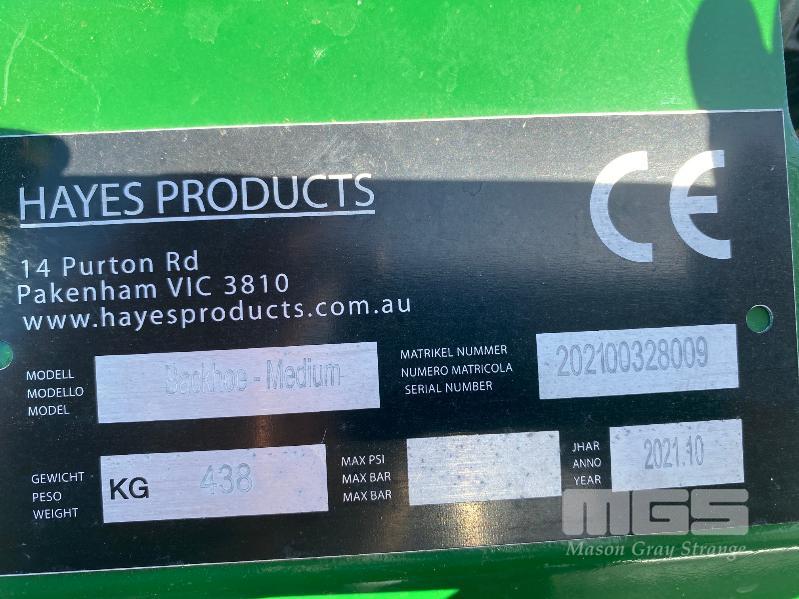 HAYES PRODUCTS
CE
14 Purton Rd
Pakenham VIC 3810
www.hayesproducts.com.au
MODELL
MODELLO
MODEL
Backhoe - Medium
MATRIKEL NUMMER
NUMERO MATRICOLA
SERIAL NUMBER
202100328009
GEWICHT
PESO
WEIGHT
KG 438
MAX PSI
MAX BAR
MAX BAR
JHAR
ANNO
YEAR
2021.10
MGS
Mason Gray Strange